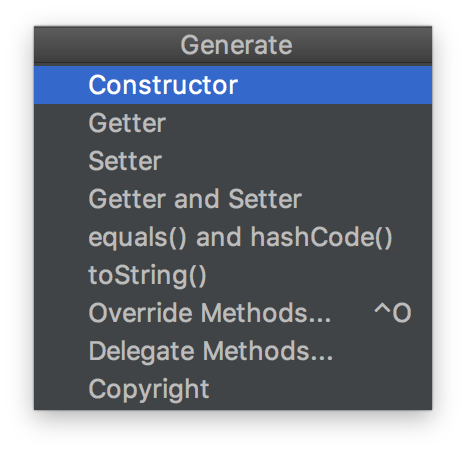 Generate
Constructor
Getter
Setter
Getter and Setter
equals() and hashCode()
toString()
Override Methods... ^O
Delegate Methods...
Copyright